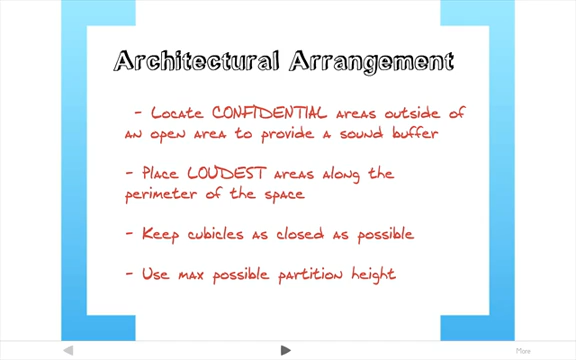 Architectural Arrangement
- Locate CONFIDENTIAL areas outside of
an open area to provide a sound buffer
- Place LOUDEST areas along the
perimeter of the space
- Keep cubicles as closed as possible
- Use max possible partition height
More